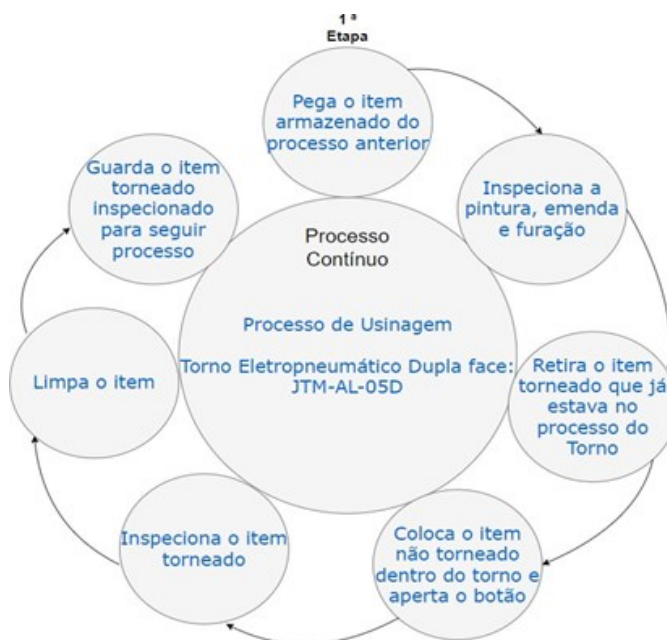 1 ª
Etapa
Pega o item
armazenado do
processo anterior
Inspeciona a
pintura, emenda
e furação
Retira o item
torneado que já
estava no
processo do
Torno
Coloca o item
não torneado
dentro do torno e
aperta o botão
Inspeciona o item
torneado
Limpa o item
Guarda o item
torneado
inspecionado
para seguir
processo
Processo
Contínuo
Processo de Usinagem
Torno Eletropneumático Dupla face:
JTM-AL-05D